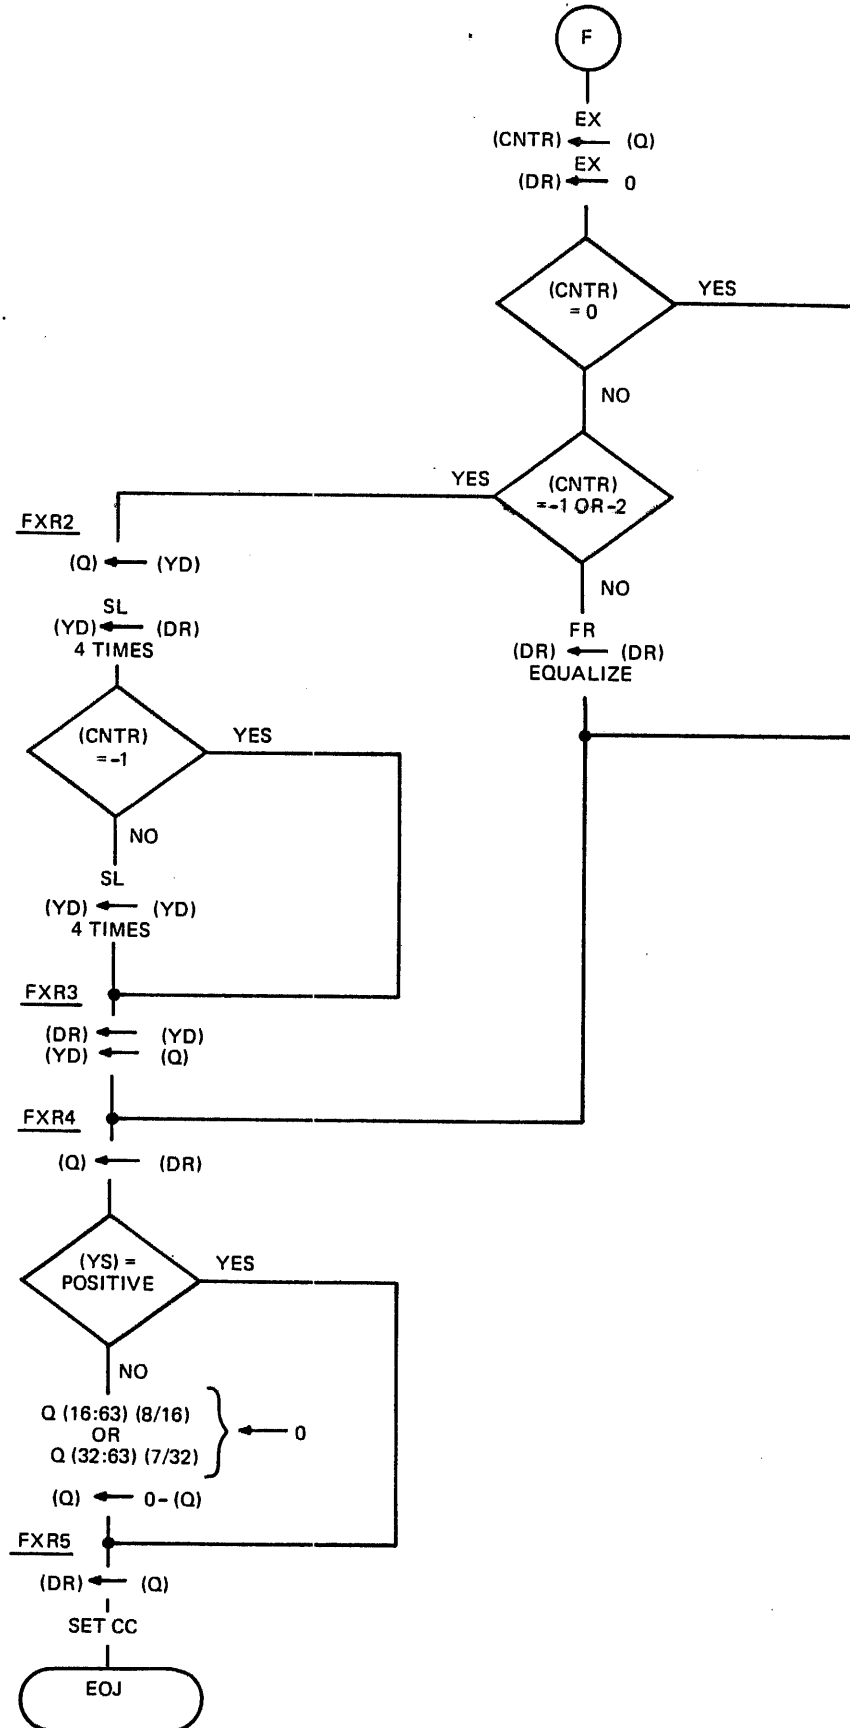 F
EX
(CNTR) ← (Q)
EX
(DR) ← 0
(CNTR)
= 0
YES
NO
(CNTR)
=-1 OR-2
YES
NO
FR
(DR) ← (DR)
EQUALIZE
FXR2
(Q) ← (YD)
SL
(YD) ← (DR)
4 TIMES
(CNTR)
= -1
YES
NO
SL
(YD) ← (YD)
4 TIMES
FXR3
(DR) ← (YD)
(YD) ← (Q)
FXR4
(Q) ← (DR)
(YS) =
POSITIVE
YES
NO
Q (16:63) (8/16)
OR
Q (32:63) (7/32)
← 0
(Q) ← 0-(Q)
FXR5
(DR) ← (Q)
SET CC
EOJ